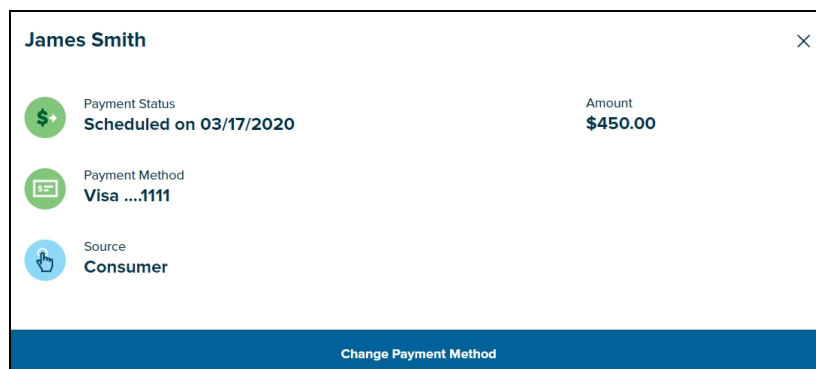 James Smith
Payment Status
Scheduled on 03/17/2020
Amount
$450.00
Payment Method
Visa ....1111
Source
Consumer
Change Payment Method